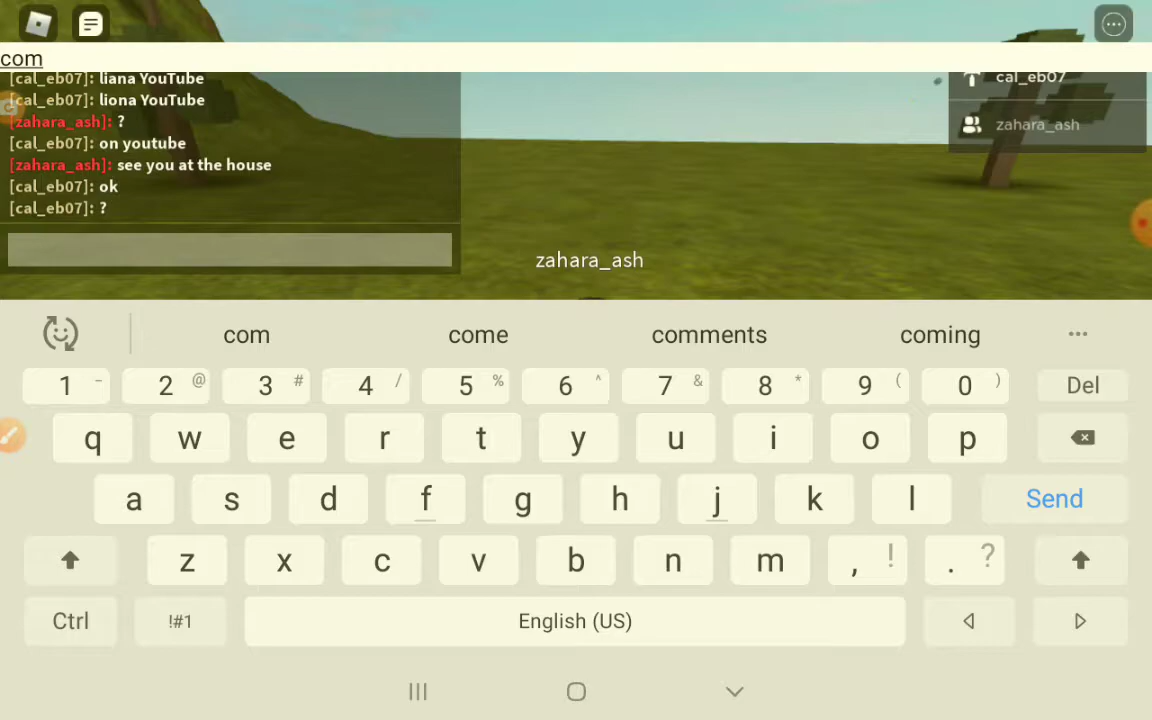 com
[cal_eb07]: liana YouTube
[cal_eb07]: liona YouTube
[zahara_ash]: ?
[cal_eb07]: on youtube
[zahara_ash]: see you at the house
[cal_eb07]: ok
[cal_eb07]: ?
cal_eb07
zahara_ash
zahara_ash
com come comments coming ...
1 - 2 @ 3 # 4 / 5 % 6 ^ 7 & 8 * 9 ( 0 ) Del
q w e r t y u i o p
a s d f g h j k l Send
z x c v b n m , ! . ?
Ctrl !#1 English (US)